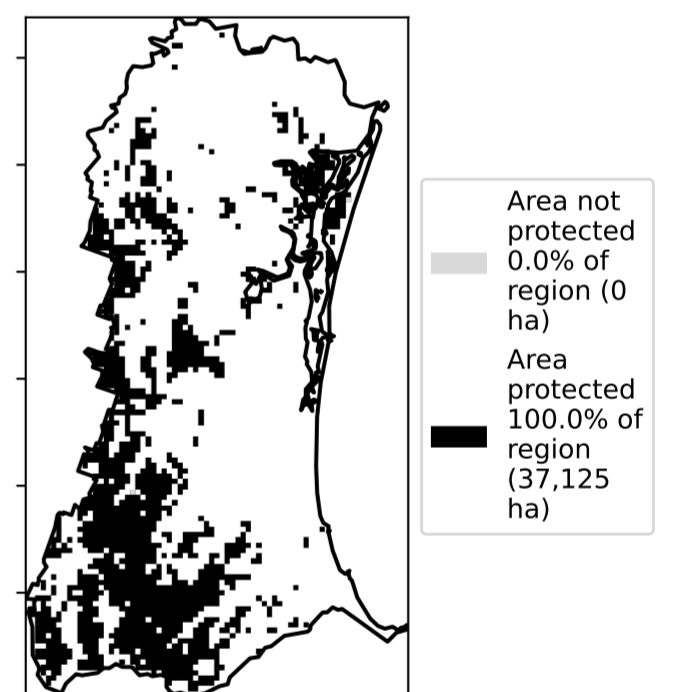 Area not
protected
0.0% of
region (0
ha)
Area
protected
100.0% of
region
(37,125
ha)